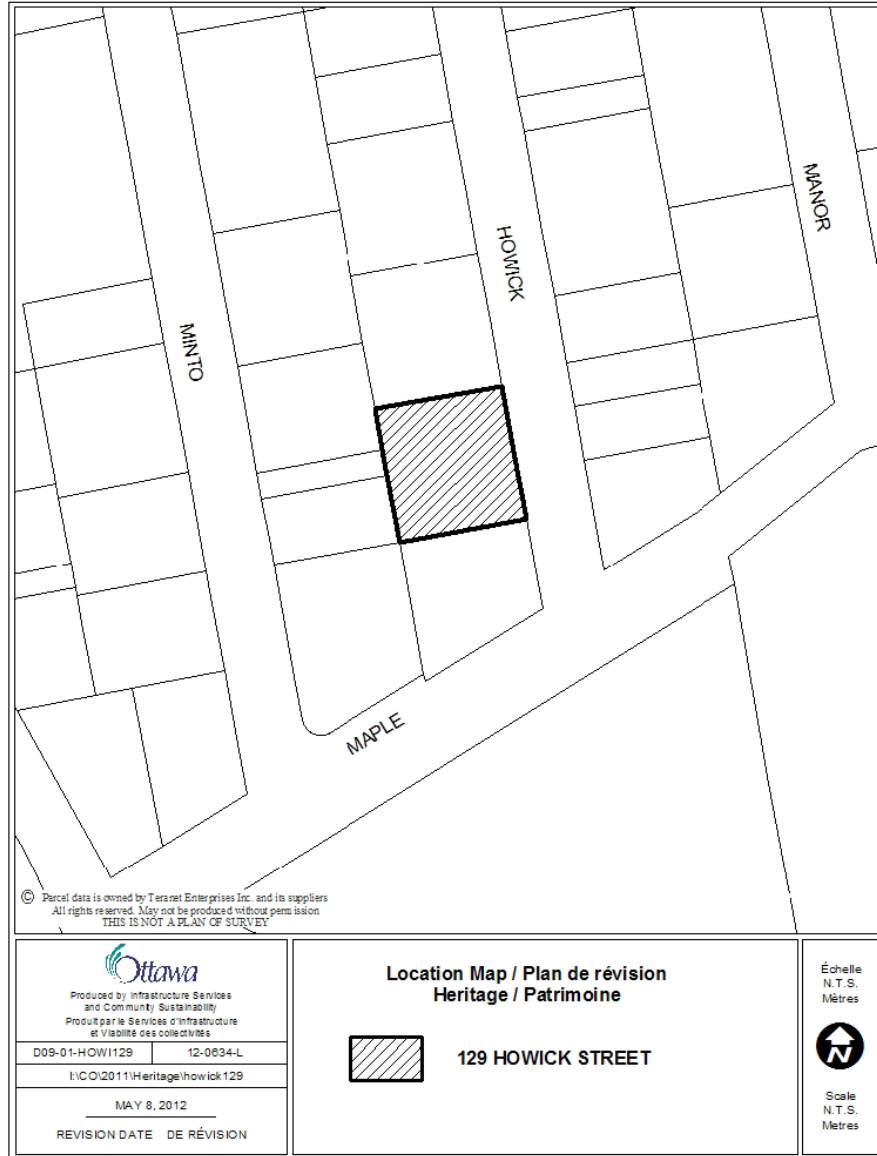 MANOR
HOWICK
MINTO
MAPLE
© Parcel data is owned by Teranet Enterprises Inc. and its suppliers
All rights reserved. May not be produced without permission
THIS IS NOT A PLAN OF SURVEY
Ottawa
Produced by Infrastructure Services
and Community Sustainability
Produit par le Services d'infrastructure
et Viabilité des collectivités
D09-01-HOWI129 12-0634-L
I:\CO\2011\Heritage\howick129
MAY 8, 2012
REVISION DATE DE RÉVISION
Location Map / Plan de révision
Heritage / Patrimoine
129 HOWICK STREET
Échelle
N.T.S.
Mètres
N
Scale
N.T.S.
Metres